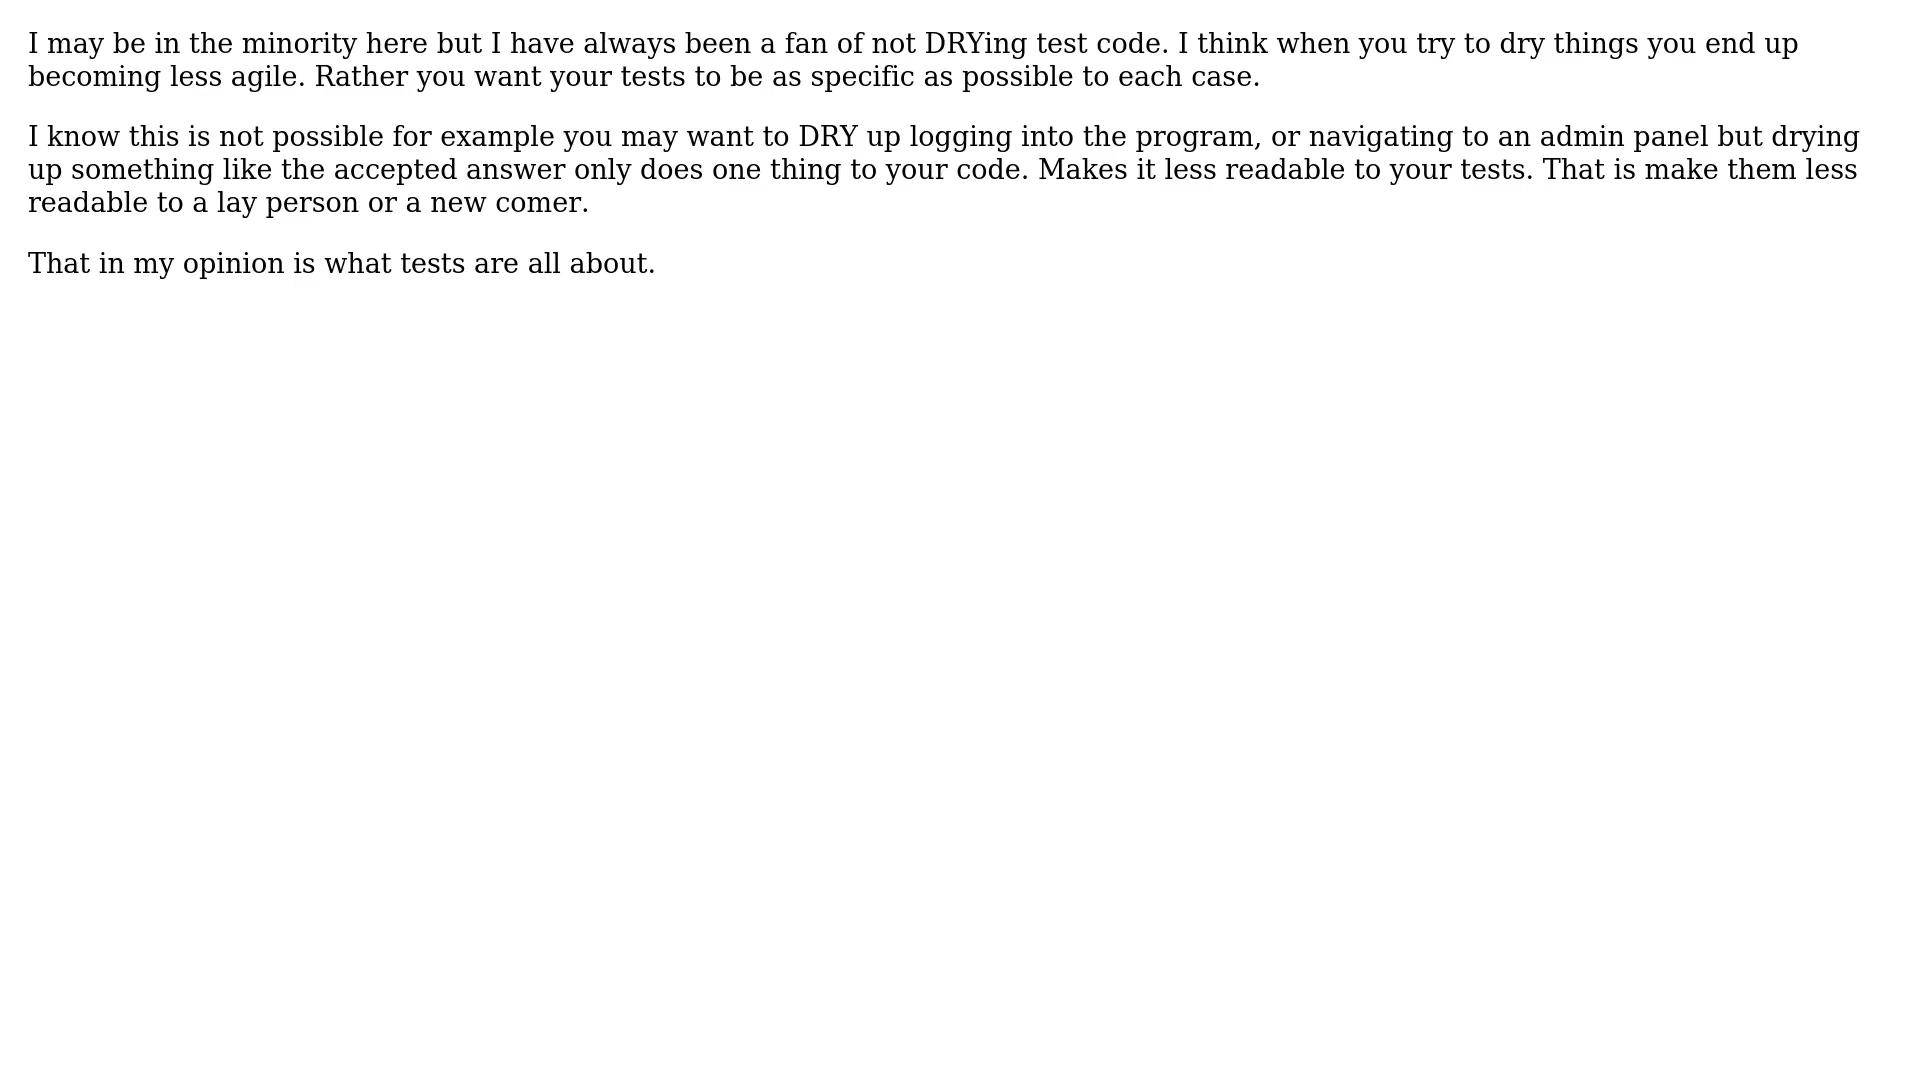 I may be in the minority here but I have always been a fan of not DRYing test code. I think when you try to dry things you end up
becoming less agile. Rather you want your tests to be as specific as possible to each case.
I know this is not possible for example you may want to DRY up logging into the program, or navigating to an admin panel but drying
up something like the accepted answer only does one thing to your code. Makes it less readable to your tests. That is make them less
readable to a lay person or a new comer.
That in my opinion is what tests are all about.